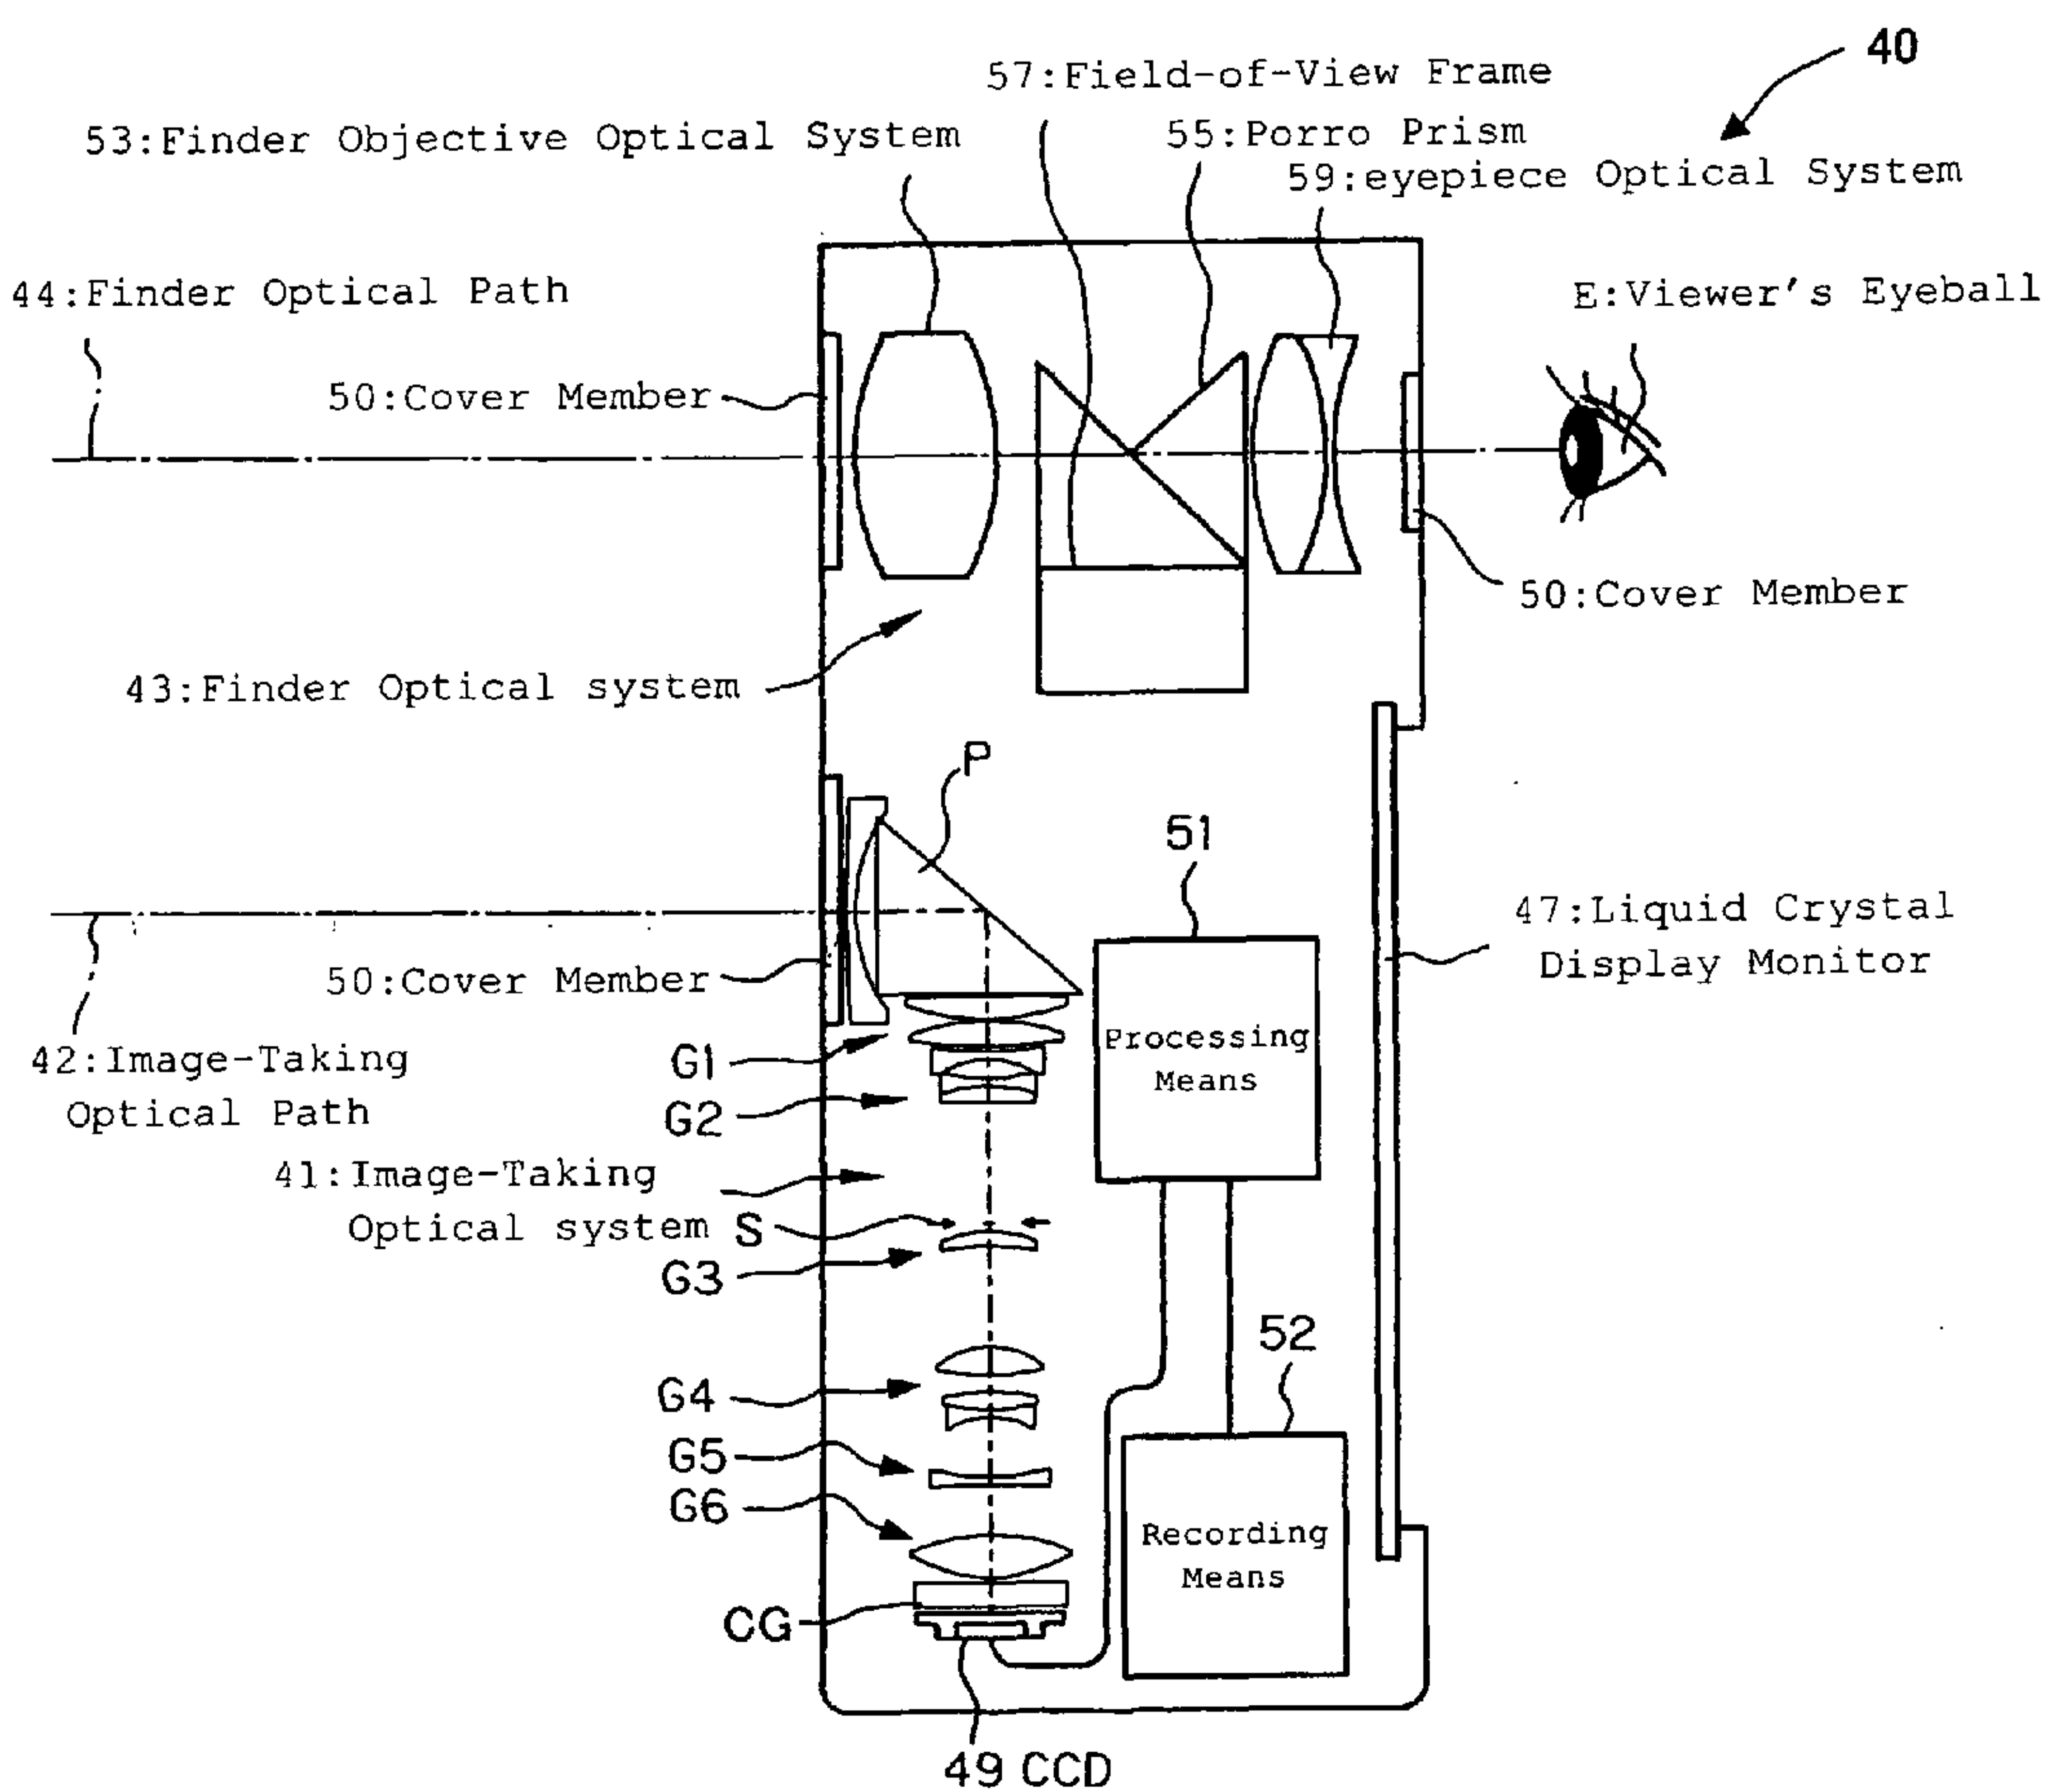 40
57:Field-of-View Frame
53:Finder Objective Optical System
55:Porro Prism
59:eyepiece Optical System
44:Finder Optical Path
E:Viewer's Eyeball
50:Cover Member
50:Cover Member
43:Finder Optical system
P
51
47:Liquid Crystal
Display Monitor
50:Cover Member
42:Image-Taking
Optical Path
G1
Processing
Means
G2
41:Image-Taking
Optical system
S
G3
52
G4
G5
G6
Recording
Means
CG
49 CCD